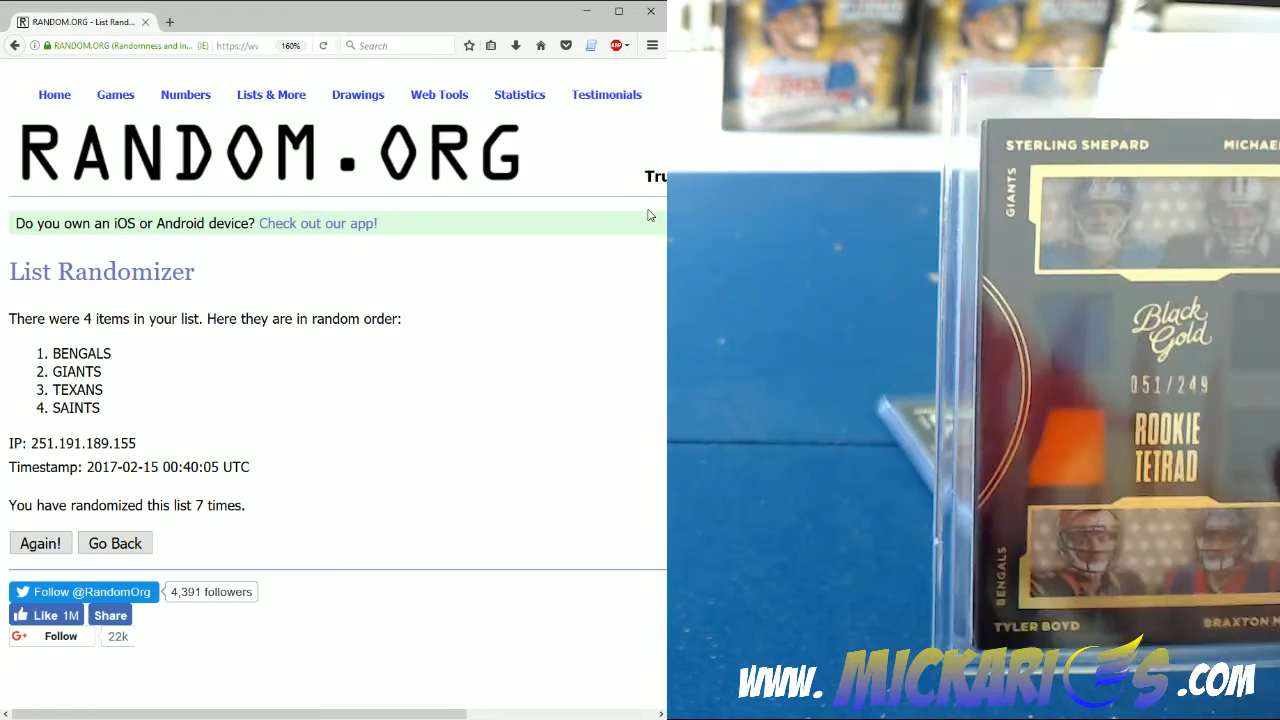 RANDOM.ORG - List Rand...
RANDOM.ORG (Randomness and In... (IE)
https://wv
160%
Search
ABP
Home
Games
Numbers
Lists & More
Drawings
Web Tools
Statistics
Testimonials
RANDOM.ORG
Tru
Do you own an iOS or Android device? Check out our app!
List Randomizer
There were 4 items in your list. Here they are in random order:
1. BENGALS
2. GIANTS
3. TEXANS
4. SAINTS
IP: 251.191.189.155
Timestamp: 2017-02-15 00:40:05 UTC
You have randomized this list 7 times.
Again!
Go Back
Follow @RandomOrg
4,391 followers
Like 1M
Share
G+ Follow
22k
STERLING SHEPARD
MICHAE
GIANTS
Black
Gold
051/249
ROOKIE
TETRAD
BENGALS
TYLER BOYD
BRAXTON M
www.MICKARIES.com